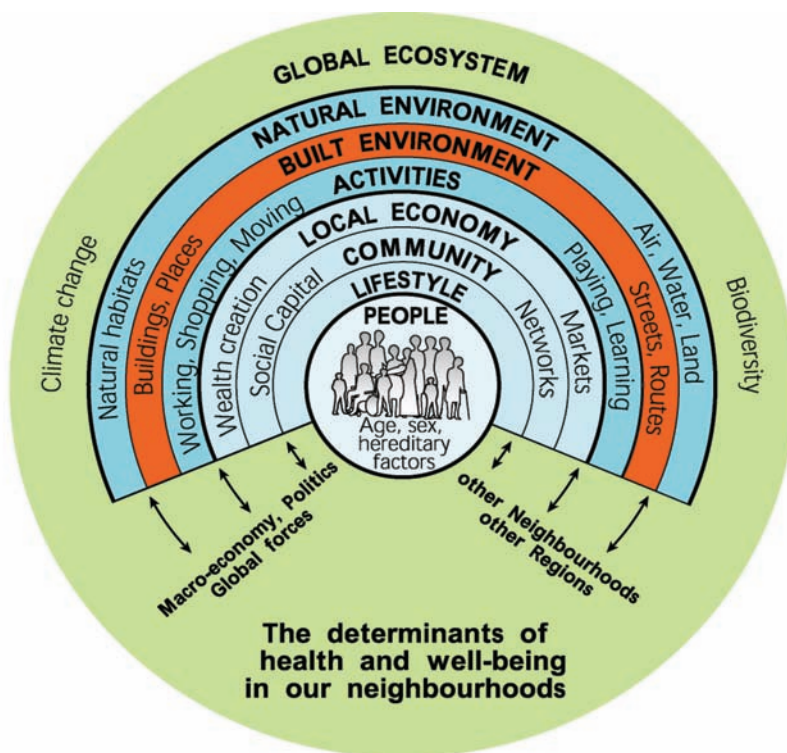 GLOBAL ECOSYSTEM
NATURAL ENVIRONMENT
BUILT ENVIRONMENT
ACTIVITIES
LOCAL ECONOMY
COMMUNITY
LIFESTYLE
PEOPLE
Age, sex,
hereditary
factors
Climate change
Natural habitats
Buildings, Places
Working, Shopping, Moving
Wealth creation
Social Capital
Networks
Markets
Playing, Learning
Streets, Routes
Air, Water, Land
Biodiversity
Macro-economy, Politics
Global forces
other Neighbourhoods
other Regions
The determinants of
health and well-being
in our neighbourhoods